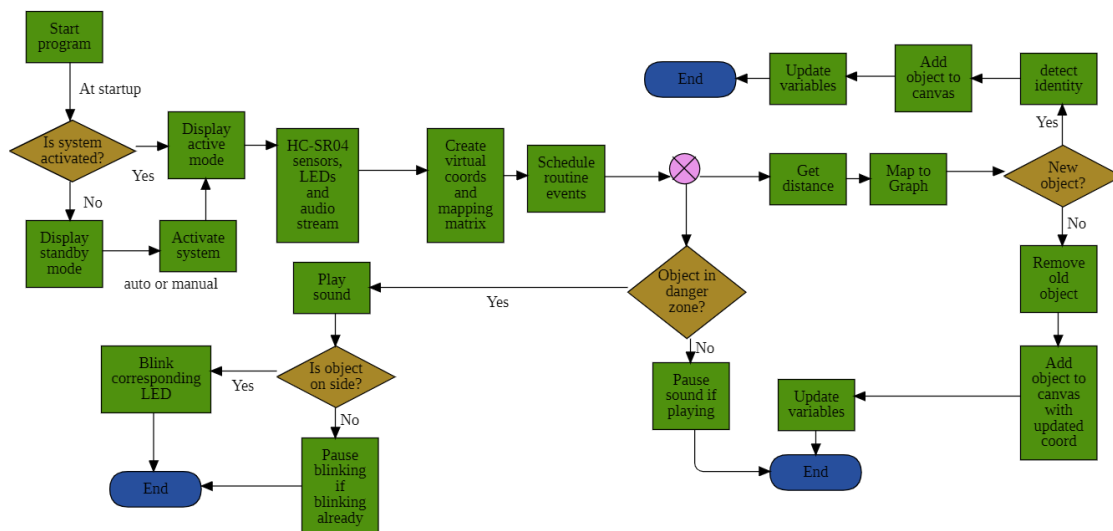 Start
program
At startup
Is system
activated?
Yes
No
Display
standby
mode
Activate
system
auto or manual
Display
active
mode
HC-SR04
sensors,
LEDs
and
audio
stream
Create
virtual
coords
and
mapping
matrix
Schedule
routine
events
Get
distance
Map to
Graph
New
object?
Yes
detect
identity
Add
object to
canvas
Update
variables
End
No
Remove
old
object
Add
object to
canvas
with
updated
coord
Update
variables
End
Object in
danger
zone?
No
Pause
sound if
playing
Yes
Play
sound
Is object
on side?
Yes
Blink
corresponding
LED
No
Pause
blinking
if
blinking
already
End